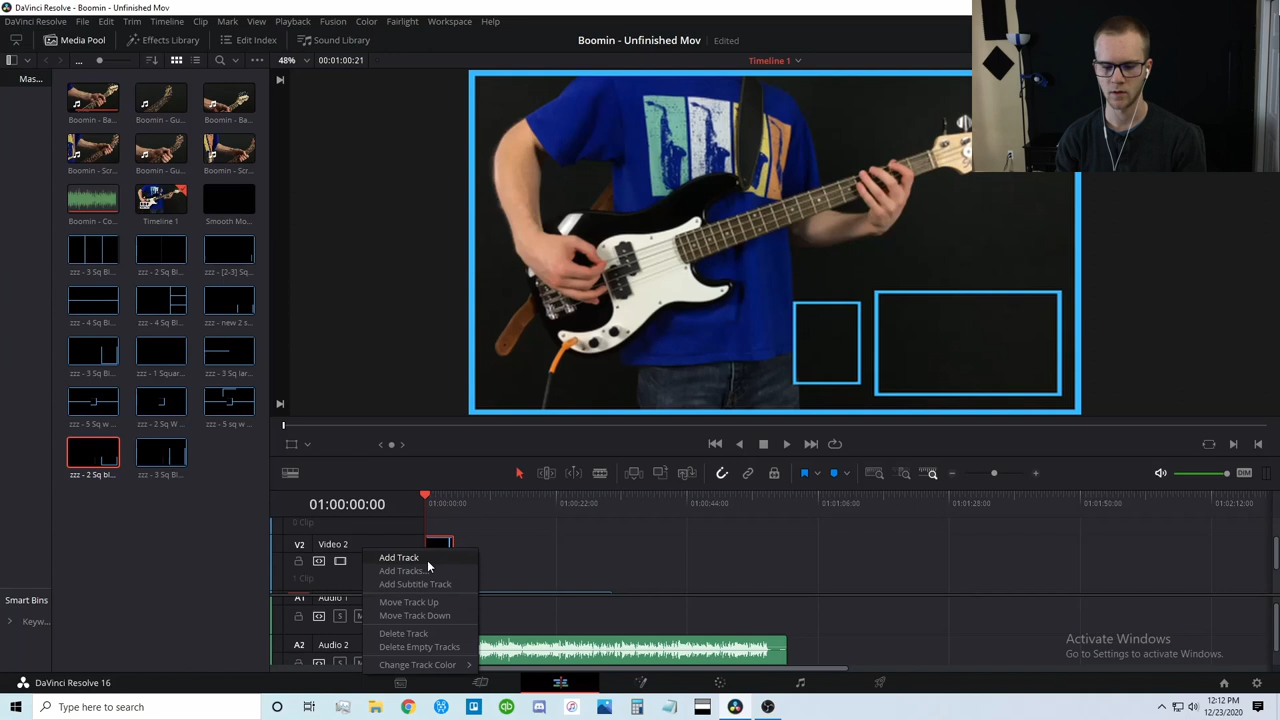 DaVinci Resolve - Boomin - Unfinished Mov
DaVinci Resolve File Edit Trim Timeline Clip Mark View Playback Fusion Color Fairlight Workspace Help
Media Pool Effects Library Edit Index Sound Library Boomin - Unfinished Mov Edited
... 48% 00:01:00:21 Timeline 1
Mas...
Boomin - Ba... Boomin - Gu... Boomin - Ba...
Boomin - Scr... Boomin - Gu... Boomin - Scr...
Boomin - Co... Timeline 1 Smooth Mo...
zzz - 3 Sq Bl... zzz - 2 Sq Bl... zzz - [2-3] Sq...
zzz - 4 Sq Bl... zzz - 4 Sq Bl... zzz - new 2 s...
zzz - 3 Sq Bl... zzz - 1 Squar... zzz - 3 Sq lar...
zzz - 5 Sq w ... zzz - 2 Sq W ... zzz - 5 sq w ...
zzz - 2 Sq bl... zzz - 3 Sq Bl...
DIM
01:00:00:00
01:00:00:00 01:00:22:00 01:00:44:00 01:01:06:00 01:01:28:00 01:01:50:00 01:02:12:00
0 Clip
V2 Video 2
1 Clip
Add Track
Add Tracks...
Add Subtitle Track
Move Track Up
Move Track Down
Delete Track
Delete Empty Tracks
Change Track Color
A1 Audio 1
S M
A2 Audio 2
Smart Bins
Keyw...
Activate Windows
Go to Settings to activate Windows.
DaVinci Resolve 16
Type here to search
qb
12:12 PM
12/23/2020